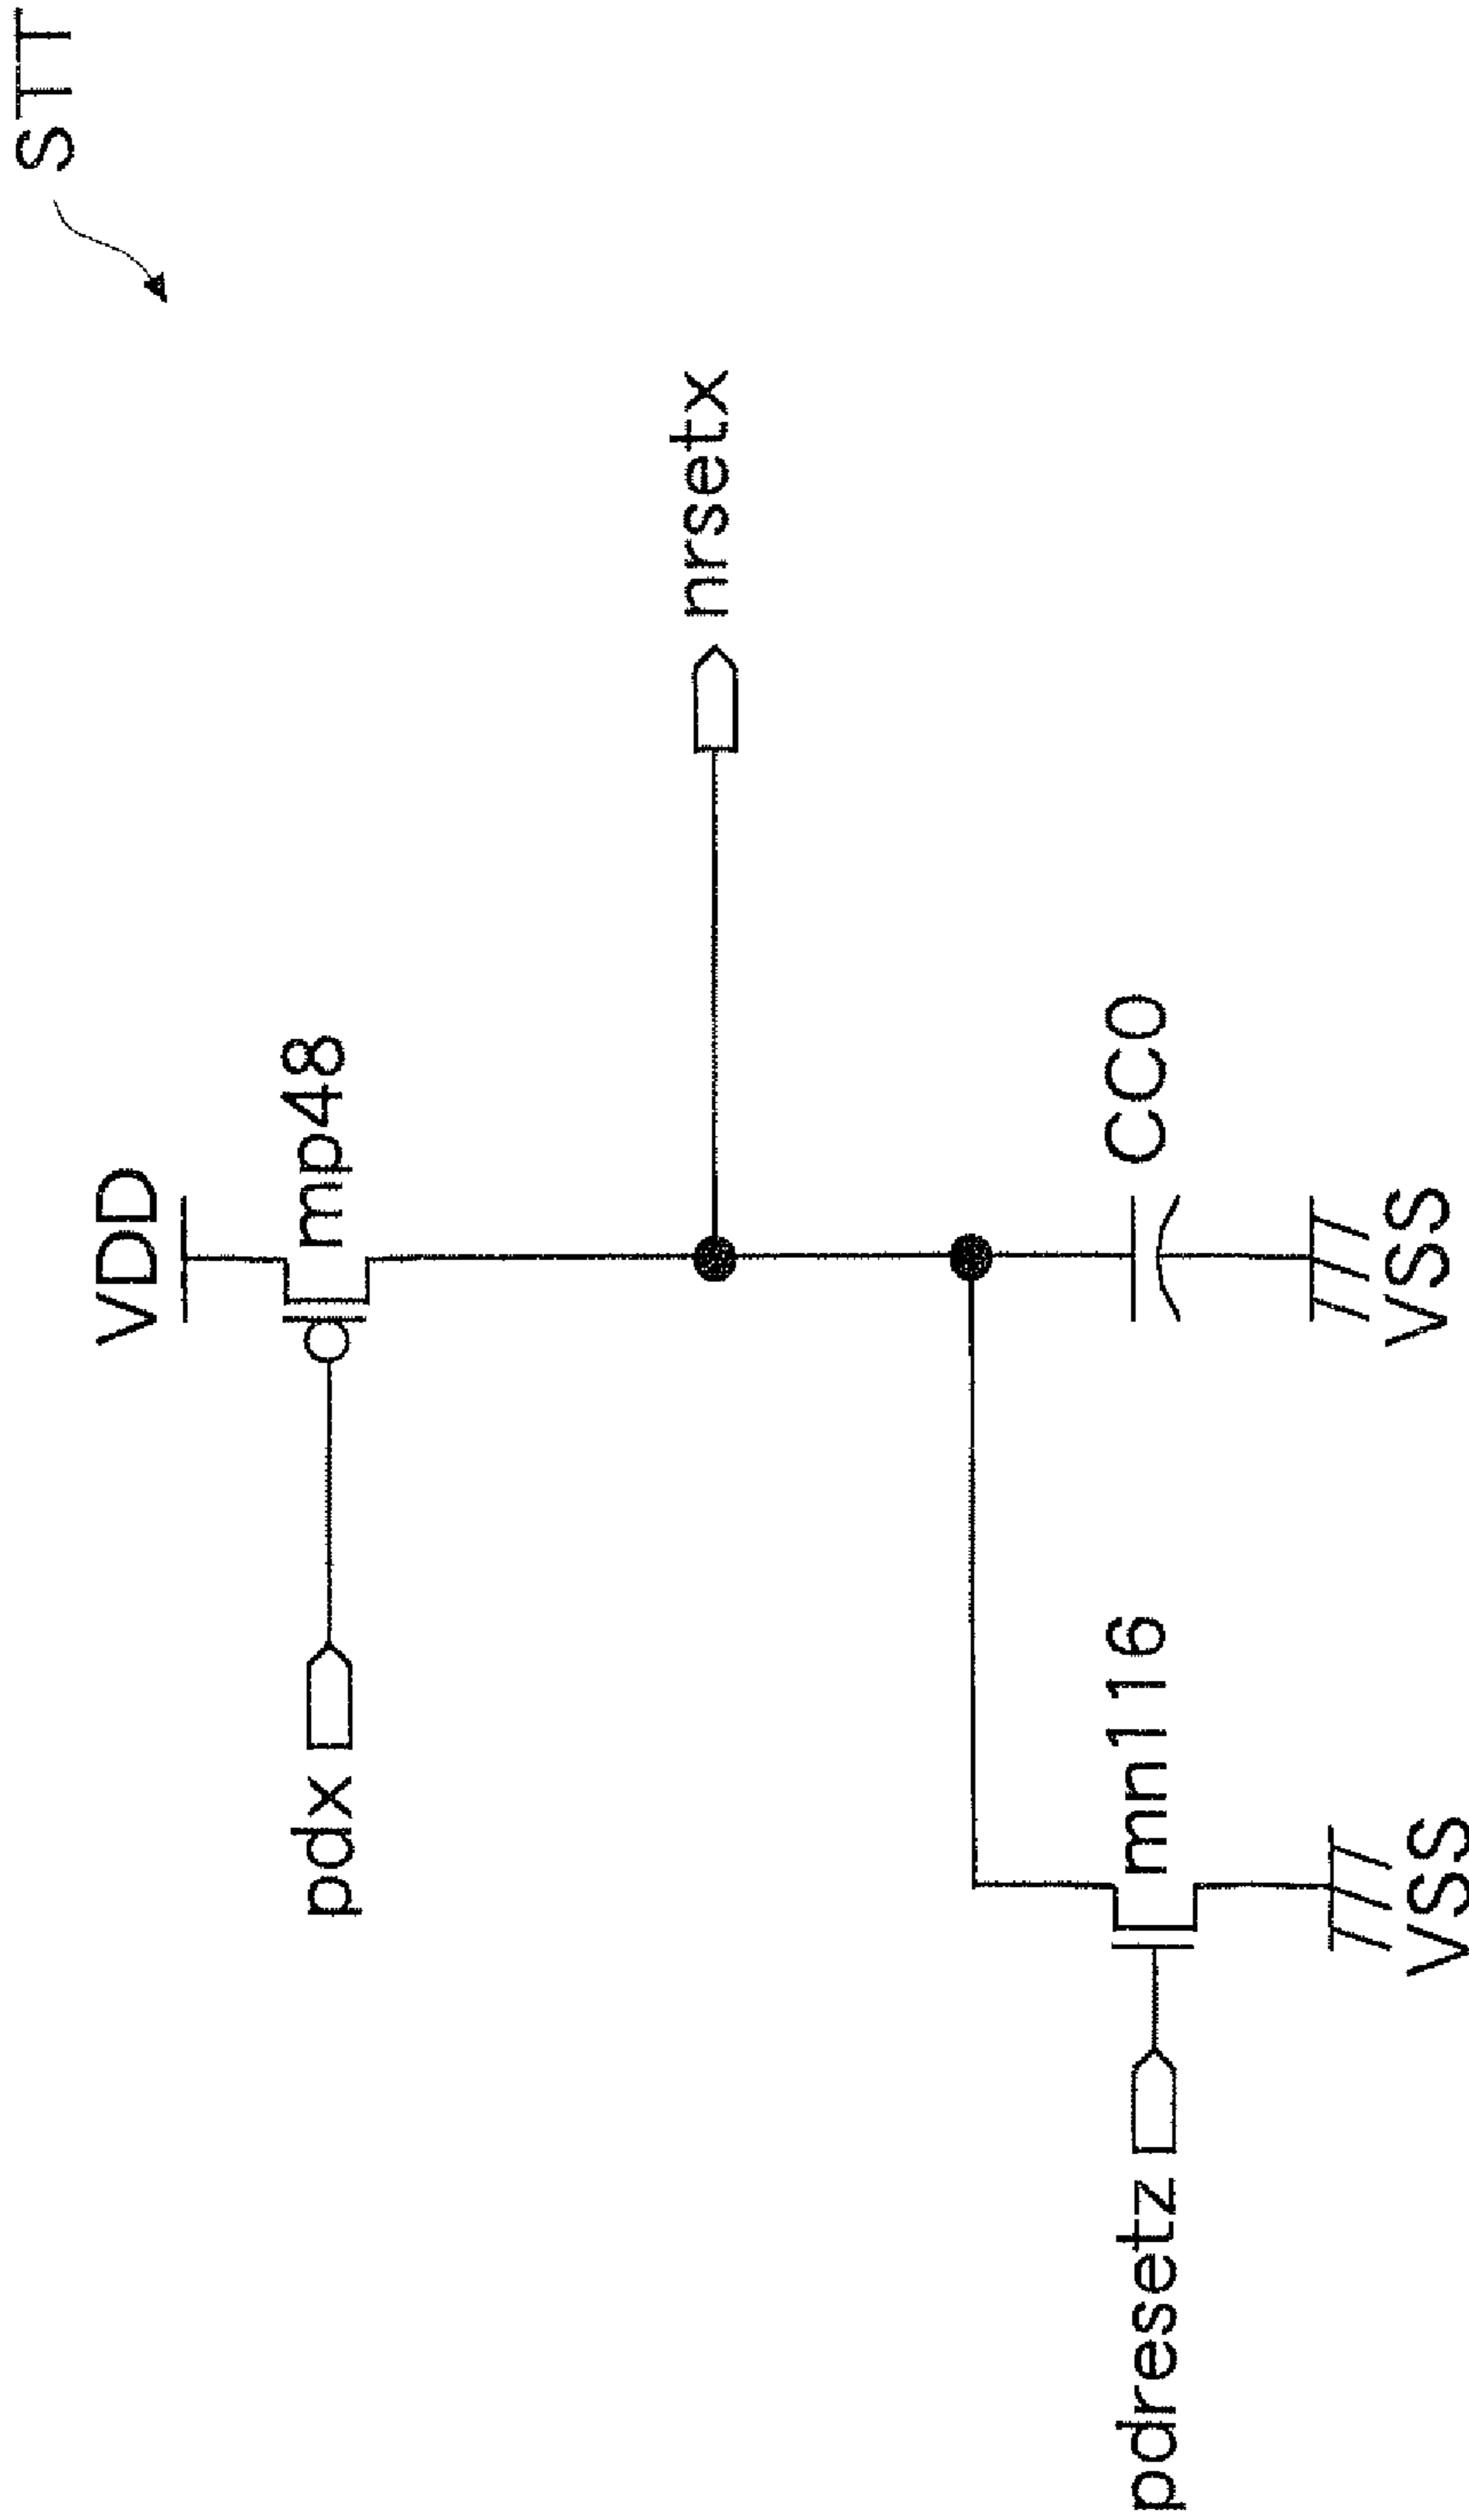 STT
VDD
mp48
pdx
nrsetx
CC0
mn116
pdresetz
VSS
VSS